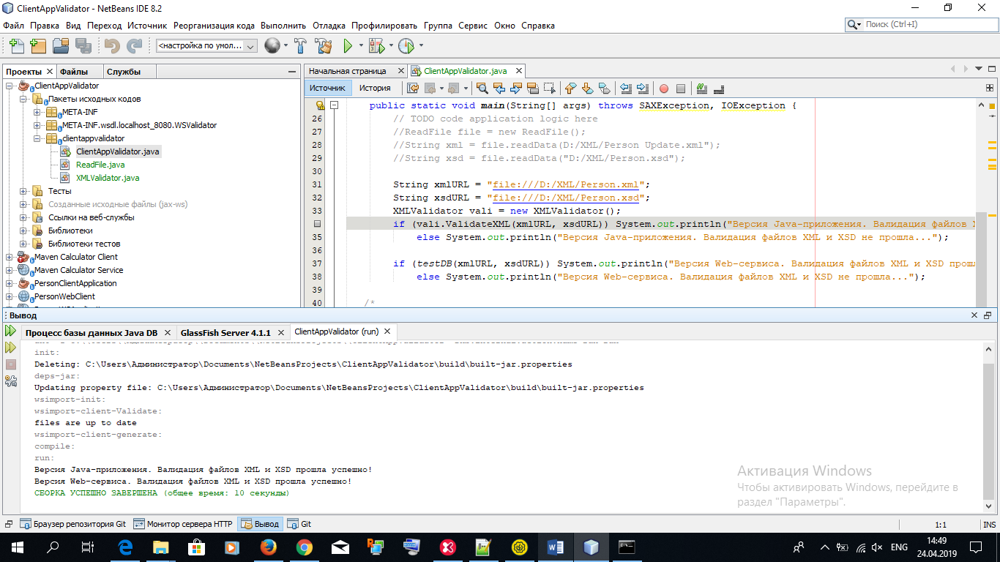 ClientAppValidator - NetBeans IDE 8.2
Файл Правка Вид Переход Источник Реорганизация кода Выполнить Отладка Профилировать Группа Сервис Окно Справка
Поиск (Ctrl+I)
<настройка по умол...
Проекты Файлы Службы
ClientAppValidator
Пакеты исходных кодов
META-INF
META-INF.wsdl.localhost_8080.WSValidator
clientappvalidator
ClientAppValidator.java
ReadFile.java
XMLValidator.java
Тесты
Созданные исходные файлы (jax-ws)
Ссылки на веб-службы
Библиотеки
Библиотеки тестов
Maven Calculator Client
Maven Calculator Service
PersonClientApplication
PersonWebClient
Начальная страница ClientAppValidator.java
Источник История
public static void main(String[] args) throws SAXException, IOException {
26 // TODO code application logic here
27 //ReadFile file = new ReadFile();
28 //String xml = file.readData(D:/XML/Person Update.xml");
29 //String xsd = file.readData("D:/XML/Person.xsd");
30
31 String xmlURL = "file:///D:/XML/Person.xml";
32 String xsdURL = "file:///D:/XML/Person.xsd";
33 XMLValidator vali = new XMLValidator();
if (vali.ValidateXML(xmlURL, xsdURL)) System.out.println("Версия Java-приложения. Валидация файлов X
35 else System.out.println("Версия Java-приложения. Валидация файлов XML и XSD не прошла...");
36
37 if (testDB(xmlURL, xsdURL)) System.out.println("Версия Web-сервиса. Валидация файлов XML и XSD прош
38 else System.out.println("Версия Web-сервиса. Валидация файлов XML и XSD не прошла...");
39
40 /*
Вывод
Процесс базы данных Java DB GlassFish Server 4.1.1 ClientAppValidator (run)
init:
Deleting: C:\Users\Администратор\Documents\NetBeansProjects\ClientAppValidator\build\built-jar.properties
deps-jar:
Updating property file: C:\Users\Администратор\Documents\NetBeansProjects\ClientAppValidator\build\built-jar.properties
wsimport-init:
wsimport-client-Validate:
files are up to date
wsimport-client-generate:
compile:
run:
Версия Java-приложения. Валидация файлов XML и XSD прошла успешно!
Версия Web-сервиса. Валидация файлов XML и XSD прошла успешно!
СБОРКА УСПЕШНО ЗАВЕРШЕНА (общее время: 10 секунды)
Активация Windows
Чтобы активировать Windows, перейдите в
раздел "Параметры".
Браузер репозитория Git Монитор сервера HTTP Вывод Git
1:1 INS
ENG
14:49
24.04.2019